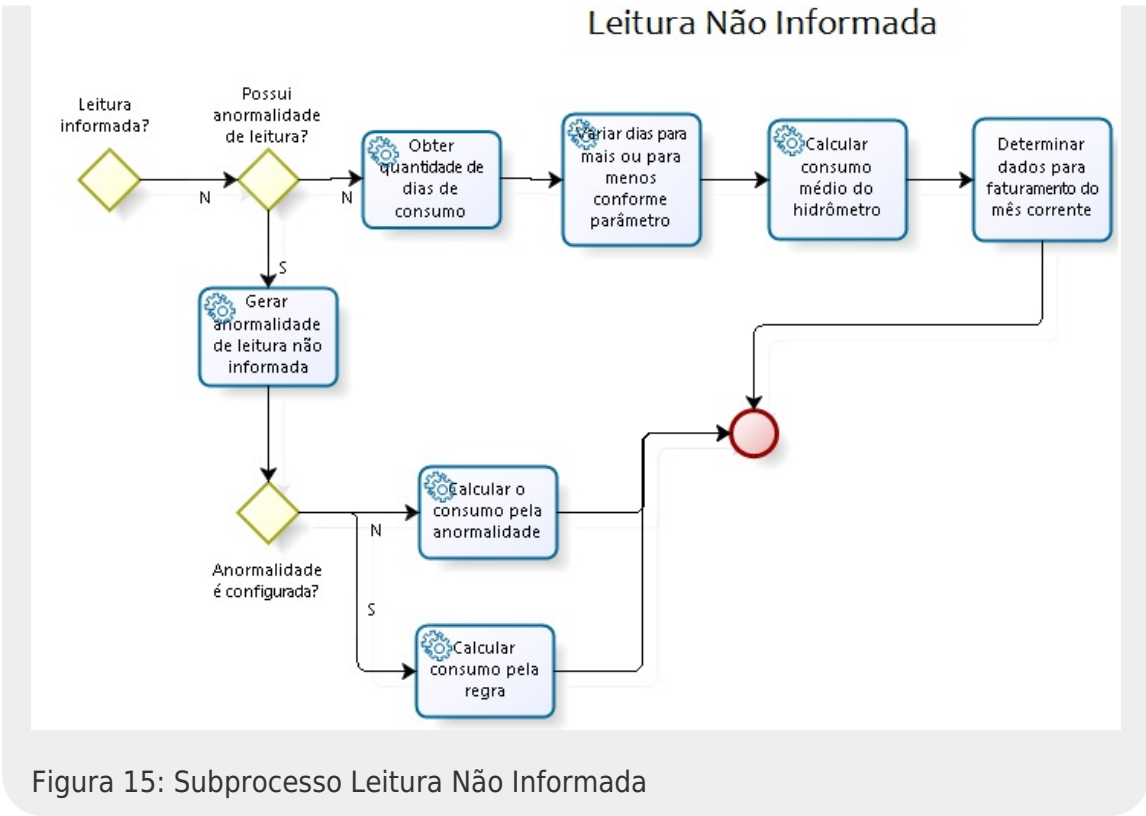 Leitura Não Informada
Leitura
informada?
N
Possui
anormalidade
de leitura?
N
S
Obter
quantidade de
dias de
consumo
Variar dias para
mais ou para
menos
conforme
parâmetro
Calcular
consumo
médio do
hidrômetro
Determinar
dados para
faturamento do
mês corrente
Gerar
anormalidade
de leitura não
informada
Anormalidade
é configurada?
N
S
Calcular o
consumo pela
anormalidade
Calcular
consumo pela
regra
Figura 15: Subprocesso Leitura Não Informada